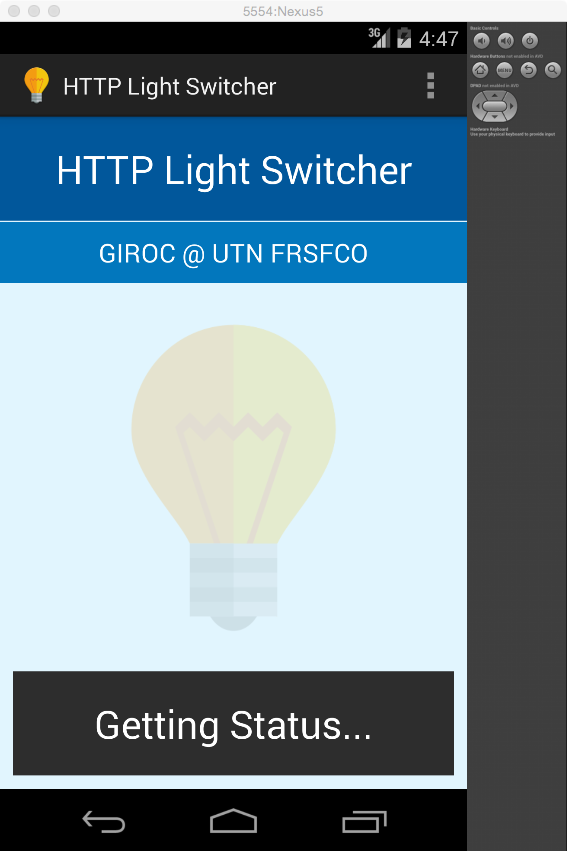 5554:Nexus5
3G 4:47
HTTP Light Switcher
HTTP Light Switcher
GIROC @ UTN FRSFCO
Getting Status...
Basic Controls
Hardware Buttons not enabled in AVD
MENU
DPAD not enabled in AVD
Hardware Keyboard
Use your physical keyboard to provide input